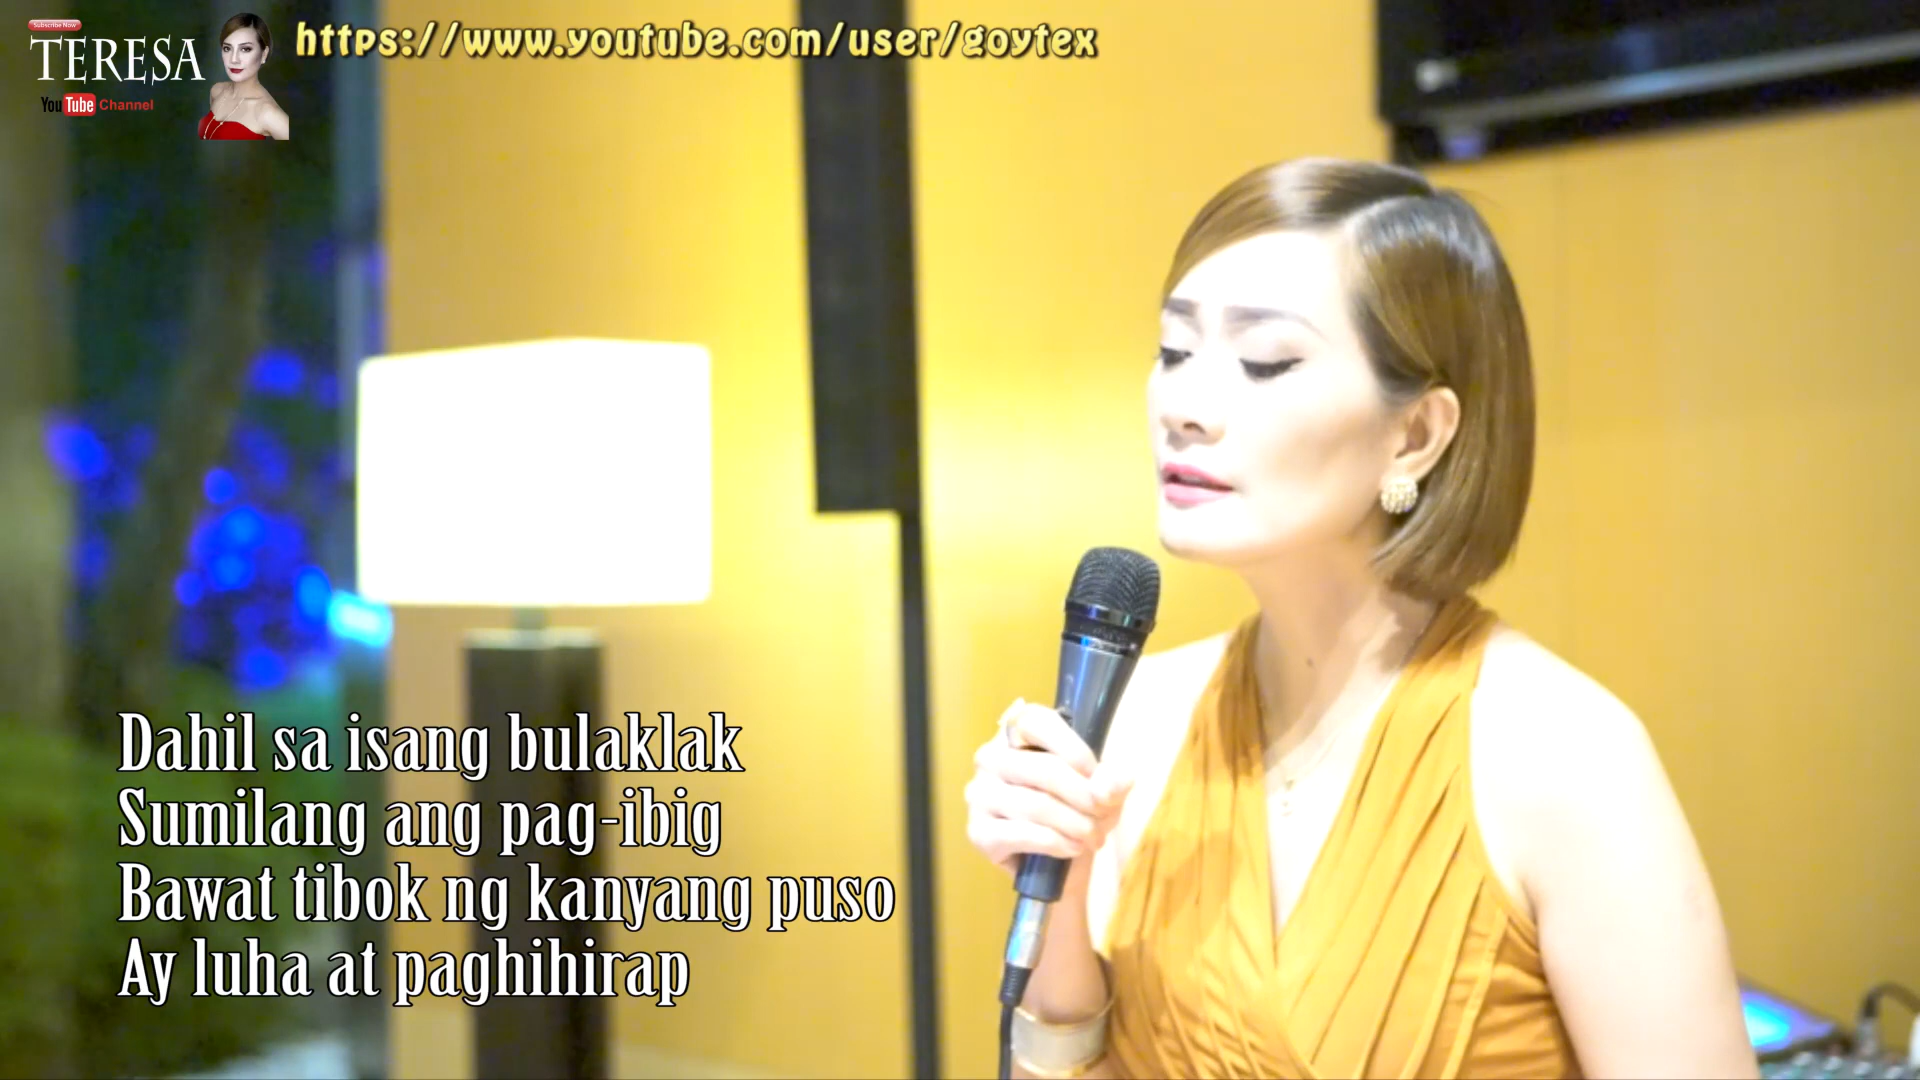 Subscribe Now
TERESA
YouTube Channel
https://www.youtube.com/user/goytex
Dahil sa isang bulaklak
Sumilang ang pag-ibig
Bawat tibok ng kanyang puso
Ay luha at paghihirap